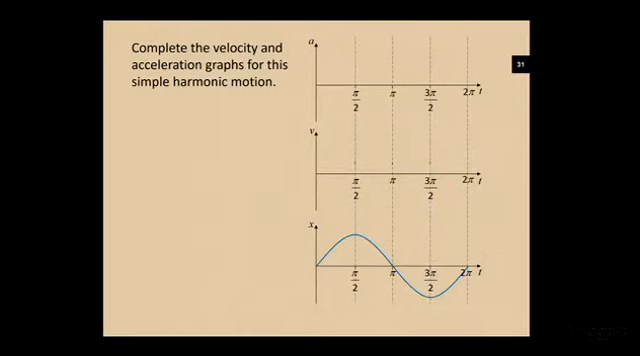 Complete the velocity and
acceleration graphs for this
simple harmonic motion.
31
a
π/2 π 3π/2 2π t
v
π/2 π 3π/2 2π t
x
π/2 π 3π/2 2π t